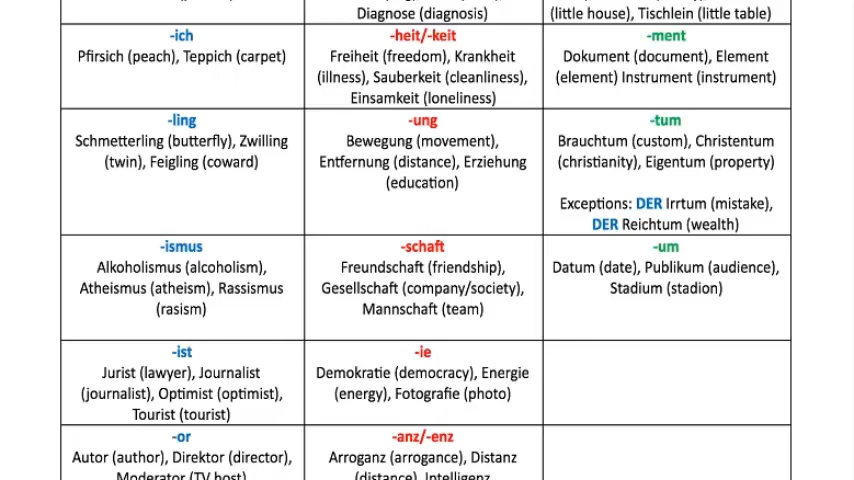 Diagnose (diagnosis)
(little house), Tischlein (little table)
-ich
Pfirsich (peach), Teppich (carpet)
-heit/-keit
Freiheit (freedom), Krankheit
(illness), Sauberkeit (cleanliness),
Einsamkeit (loneliness)
-ment
Dokument (document), Element
(element) Instrument (instrument)
-ling
Schmetterling (butterfly), Zwilling
(twin), Feigling (coward)
-ung
Bewegung (movement),
Entfernung (distance), Erziehung
(education)
-tum
Brauchtum (custom), Christentum
(christianity), Eigentum (property)
Exceptions: DER Irrtum (mistake),
DER Reichtum (wealth)
-ismus
Alkoholismus (alcoholism),
Atheismus (atheism), Rassismus
(rasism)
-schaft
Freundschaft (friendship),
Gesellschaft (company/society),
Mannschaft (team)
-um
Datum (date), Publikum (audience),
Stadium (stadion)
-ist
Jurist (lawyer), Journalist
(journalist), Optimist (optimist),
Tourist (tourist)
-ie
Demokratie (democracy), Energie
(energy), Fotografie (photo)
-or
Autor (author), Direktor (director),
Moderator (TV host)
-anz/-enz
Arroganz (arrogance), Distanz
(distance), Intelligenz